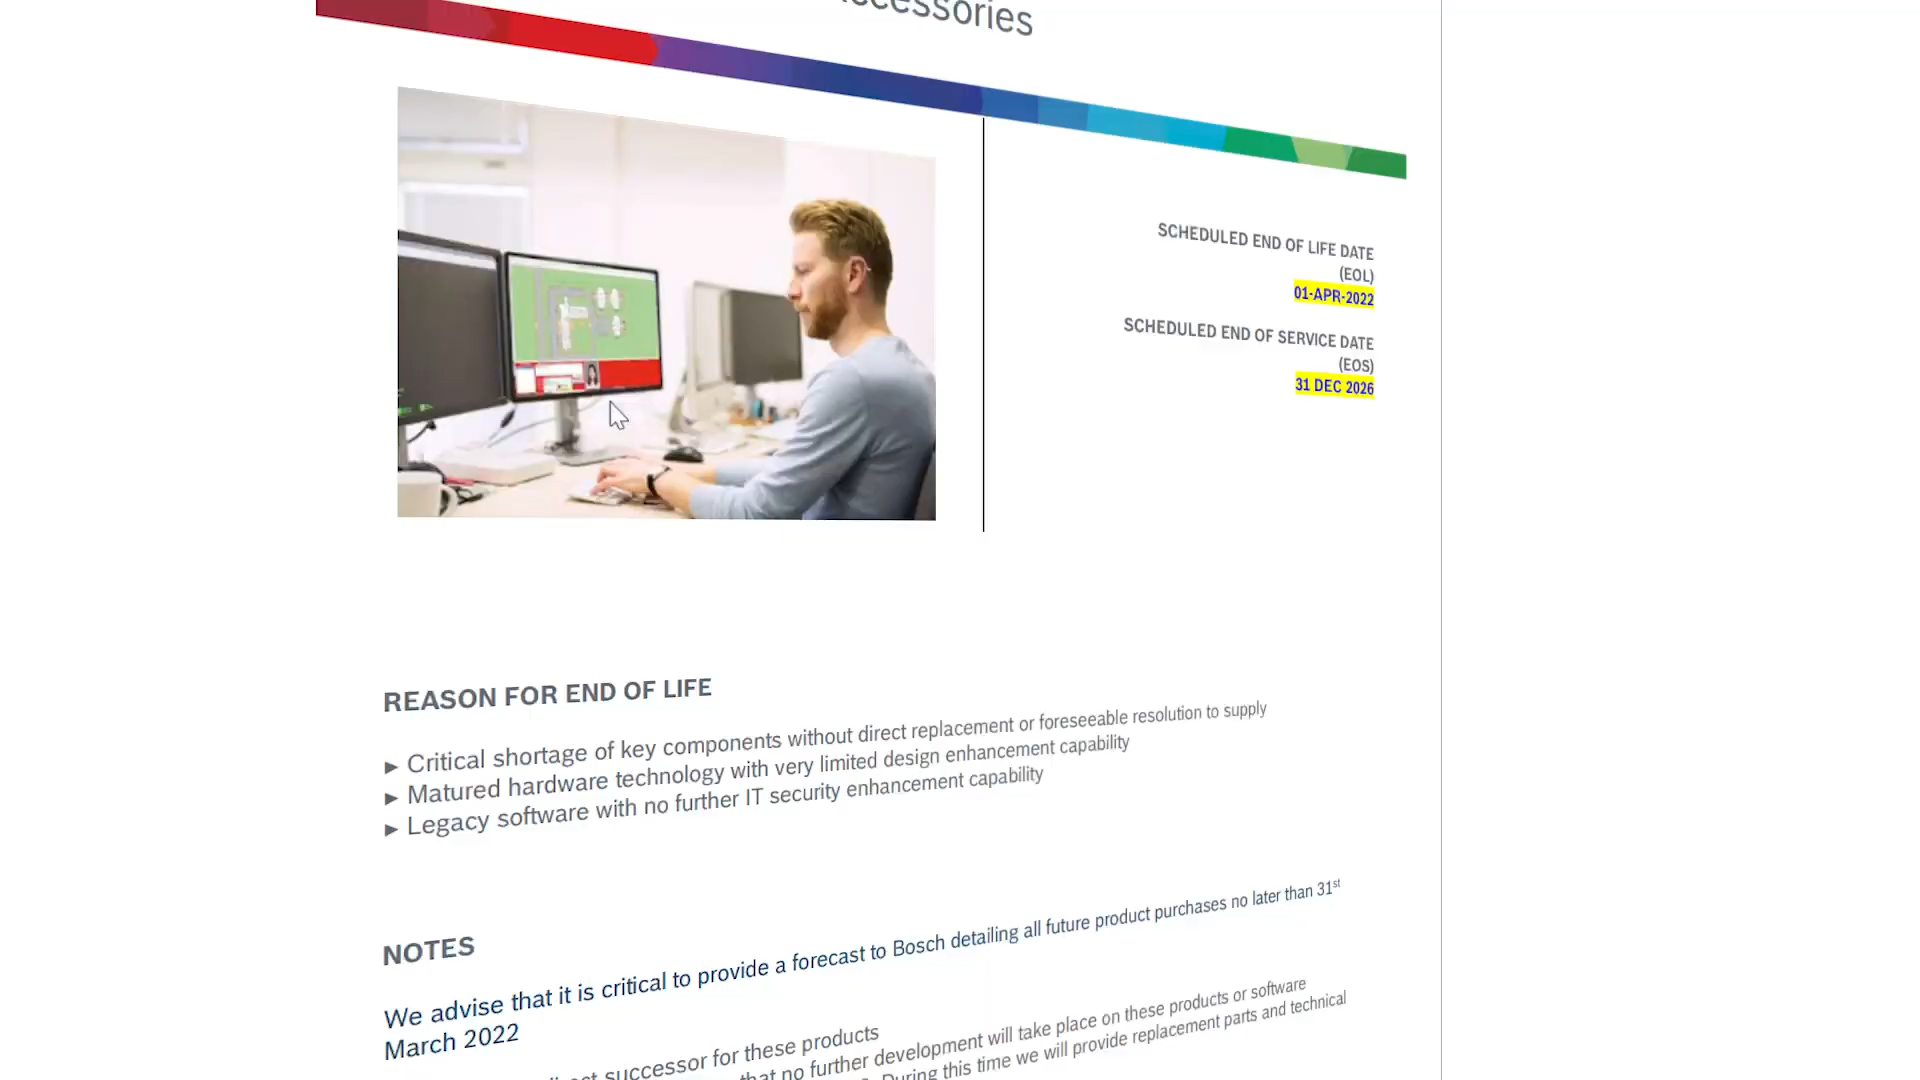 SCHEDULED END OF LIFE DATE
(EOL)
01-APR-2022
SCHEDULED END OF SERVICE DATE
(EOS)
31 DEC 2026
REASON FOR END OF LIFE
► Critical shortage of key components without direct replacement or foreseeable resolution to supply
► Matured hardware technology with very limited design enhancement capability
► Legacy software with no further IT security enhancement capability
NOTES
We advise that it is critical to provide a forecast to Bosch detailing all future product purchases no later than 31st
March 2022
successor for these products
that no further development will take place on these products or software
During this time we will provide replacement parts and technical